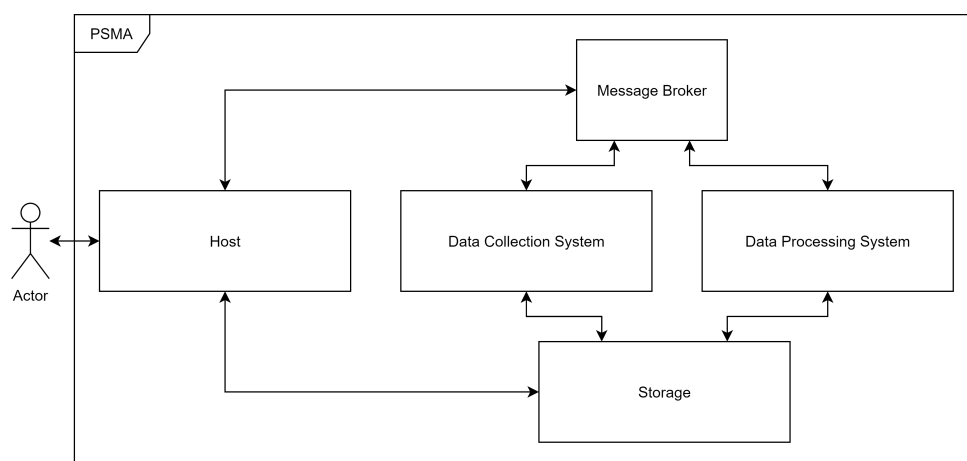 PSMA
Message Broker
Host
Data Collection System
Data Processing System
Actor
Storage